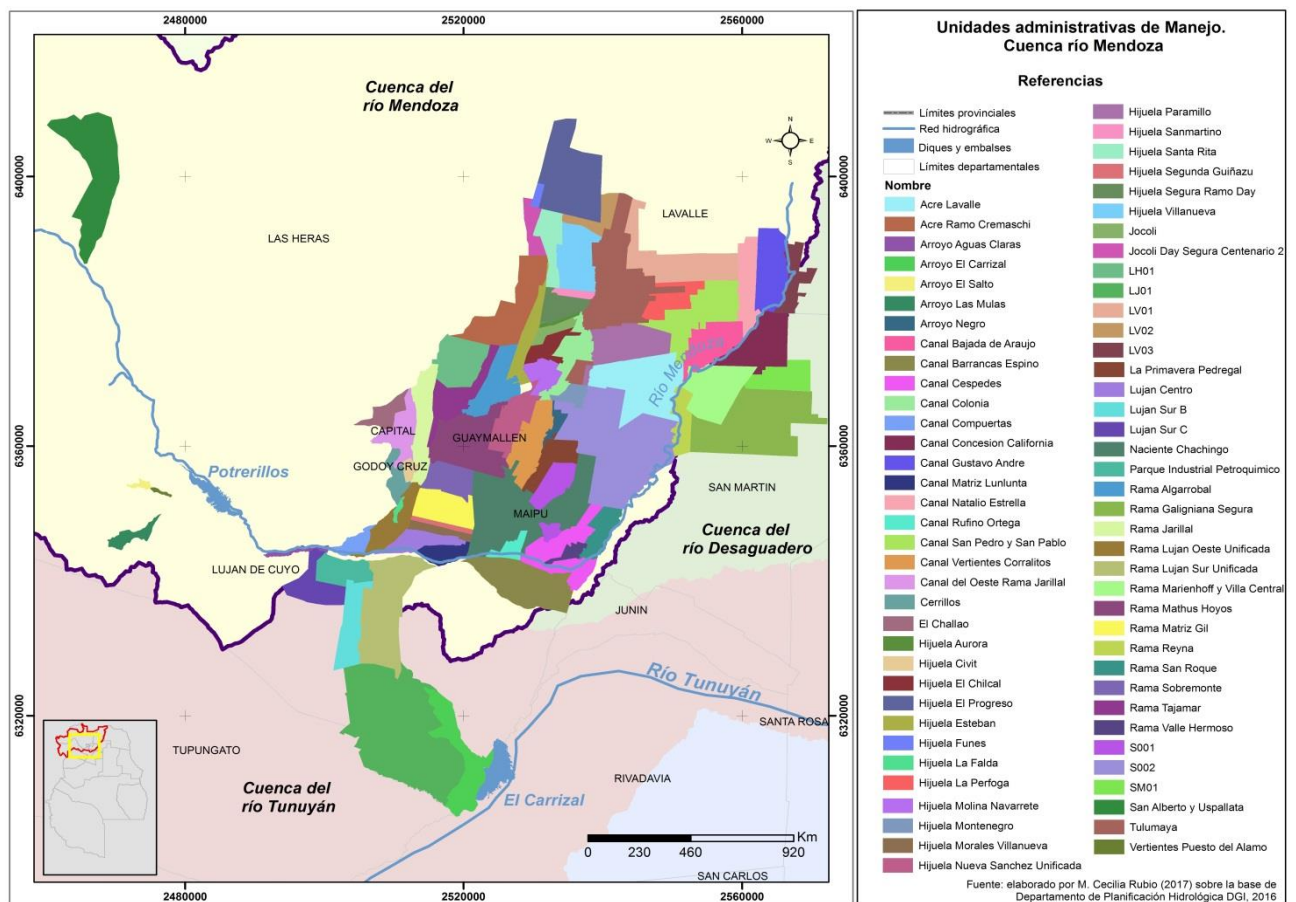 2480000
2520000
2560000
6400000
6360000
6320000
6400000
6360000
6320000
2480000
2520000
2560000
Cuenca del
río Mendoza
N
W
E
S
LAVALLE
LAS HERAS
Río Mendoza
CAPITAL
GUAYMALLEN
GODOY CRUZ
Potrerillos
SAN MARTIN
MAIPU
Cuenca del
río Desaguadero
LUJAN DE CUYO
JUNIN
Río Tunuyán
SANTA ROSA
TUPUNGATO
RIVADAVIA
Cuenca del
río Tunuyán
El Carrizal
Km
0 230 460 920
SAN CARLOS
Unidades administrativas de Manejo.
Cuenca río Mendoza
Referencias
Límites provinciales
Red hidrográfica
Diques y embalses
Límites departamentales
Nombre
Acre Lavalle
Acre Ramo Cremaschi
Arroyo Aguas Claras
Arroyo El Carrizal
Arroyo El Salto
Arroyo Las Mulas
Arroyo Negro
Canal Bajada de Araujo
Canal Barrancas Espino
Canal Cespedes
Canal Colonia
Canal Compuertas
Canal Concesion California
Canal Gustavo Andre
Canal Matriz Lunlunta
Canal Natalio Estrella
Canal Rufino Ortega
Canal San Pedro y San Pablo
Canal Vertientes Corralitos
Canal del Oeste Rama Jarillal
Cerrillos
El Challao
Hijuela Aurora
Hijuela Civit
Hijuela El Chilcal
Hijuela El Progreso
Hijuela Esteban
Hijuela Funes
Hijuela La Falda
Hijuela La Perfoga
Hijuela Molina Navarrete
Hijuela Montenegro
Hijuela Morales Villanueva
Hijuela Nueva Sanchez Unificada
Hijuela Paramillo
Hijuela Sanmartino
Hijuela Santa Rita
Hijuela Segunda Guiñazu
Hijuela Segura Ramo Day
Hijuela Villanueva
Jocoli
Jocoli Day Segura Centenario 2
LH01
LJ01
LV01
LV02
LV03
La Primavera Pedregal
Lujan Centro
Lujan Sur B
Lujan Sur C
Naciente Chachingo
Parque Industrial Petroquimico
Rama Algarrobal
Rama Galigniana Segura
Rama Jarillal
Rama Lujan Oeste Unificada
Rama Lujan Sur Unificada
Rama Marienhoff y Villa Central
Rama Mathus Hoyos
Rama Matriz Gil
Rama Reyna
Rama San Roque
Rama Sobremonte
Rama Tajamar
Rama Valle Hermoso
S001
S002
SM01
San Alberto y Uspallata
Tulumaya
Vertientes Puesto del Alamo
Fuente: elaborado por M. Cecilia Rubio (2017) sobre la base de
Departamento de Planificación Hidrológica DGI, 2016